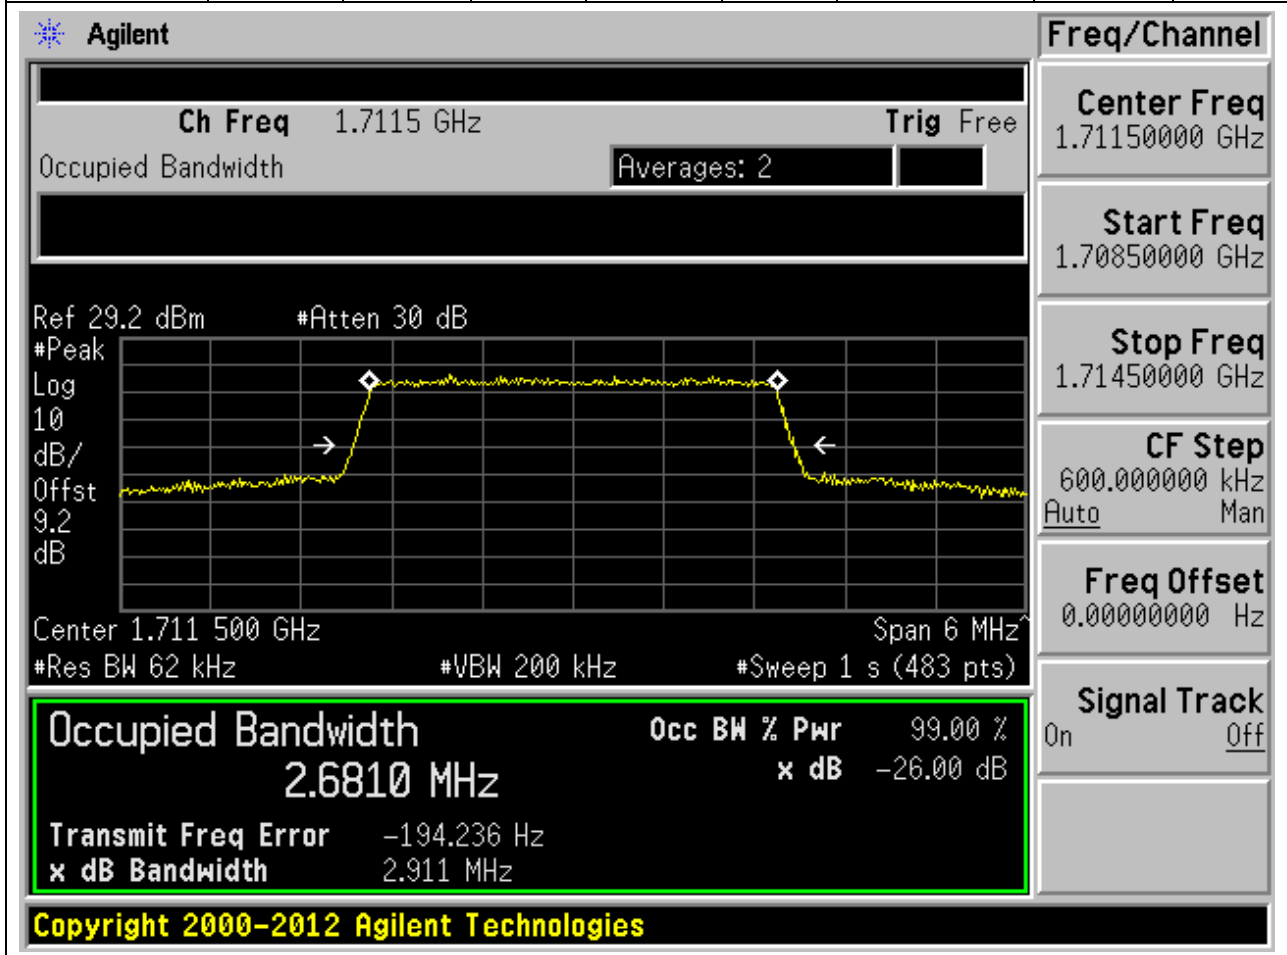 Agilent
Freq/Channel
Ch Freq 1.7115 GHz Trig Free
Occupied Bandwidth Averages: 2
Center Freq
1.71150000 GHz
Start Freq
1.70850000 GHz
Stop Freq
1.71450000 GHz
CF Step
600.000000 kHz
Auto Man
Freq Offset
0.00000000 Hz
Signal Track
On Off
Ref 29.2 dBm #Atten 30 dB
#Peak
Log
10
dB/
Offst
9.2
dB
Center 1.711 500 GHz Span 6 MHz^
#Res BW 62 kHz #VBW 200 kHz #Sweep 1 s (483 pts)
Occupied Bandwidth Occ BW % Pwr 99.00 %
2.6810 MHz x dB -26.00 dB
Transmit Freq Error -194.236 Hz
x dB Bandwidth 2.911 MHz
Copyright 2000-2012 Agilent Technologies